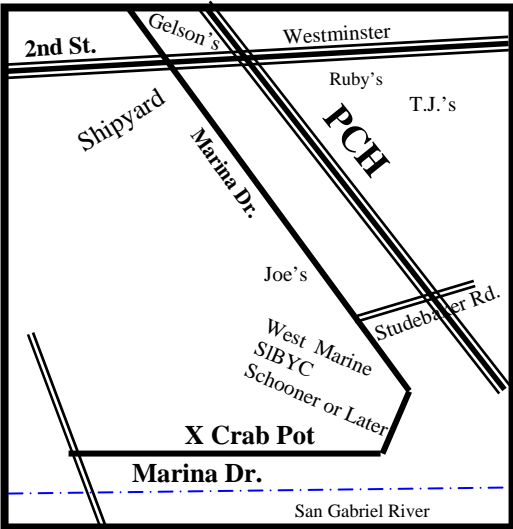 Gelson's
Westminster
2nd St.
Ruby's
T.J.'s
Shipyard
PCH
Marina Dr.
Joe's
Studebaker Rd.
West Marine
SlBYC
Schooner or Later
X Crab Pot
Marina Dr.
San Gabriel River